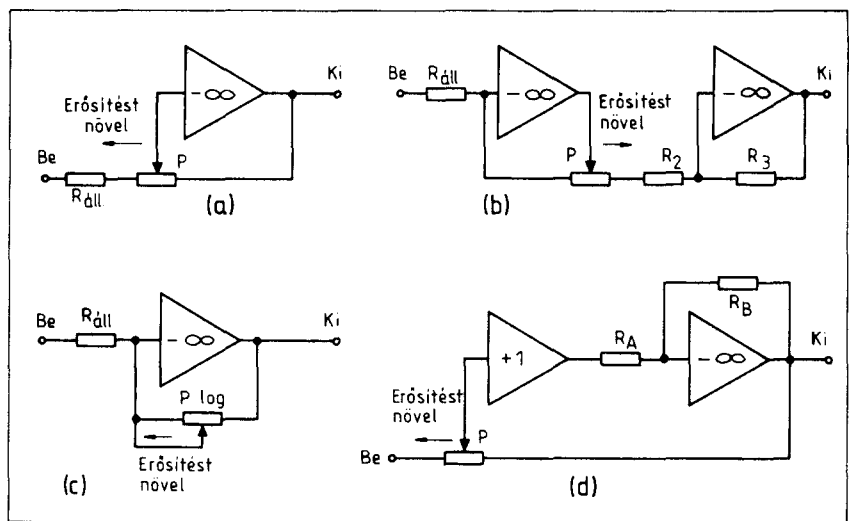 - ∞
Ki
Erősítést
növel
Be
P
Ráll
(a)
Be
Ráll
- ∞
Erősítést
növel
P
R2
- ∞
Ki
R3
(b)
Be
Ráll
- ∞
Ki
P log
Erősítést
növel
(c)
+1
RA
RB
- ∞
Ki
Erősítést
növel
Be
P
(d)